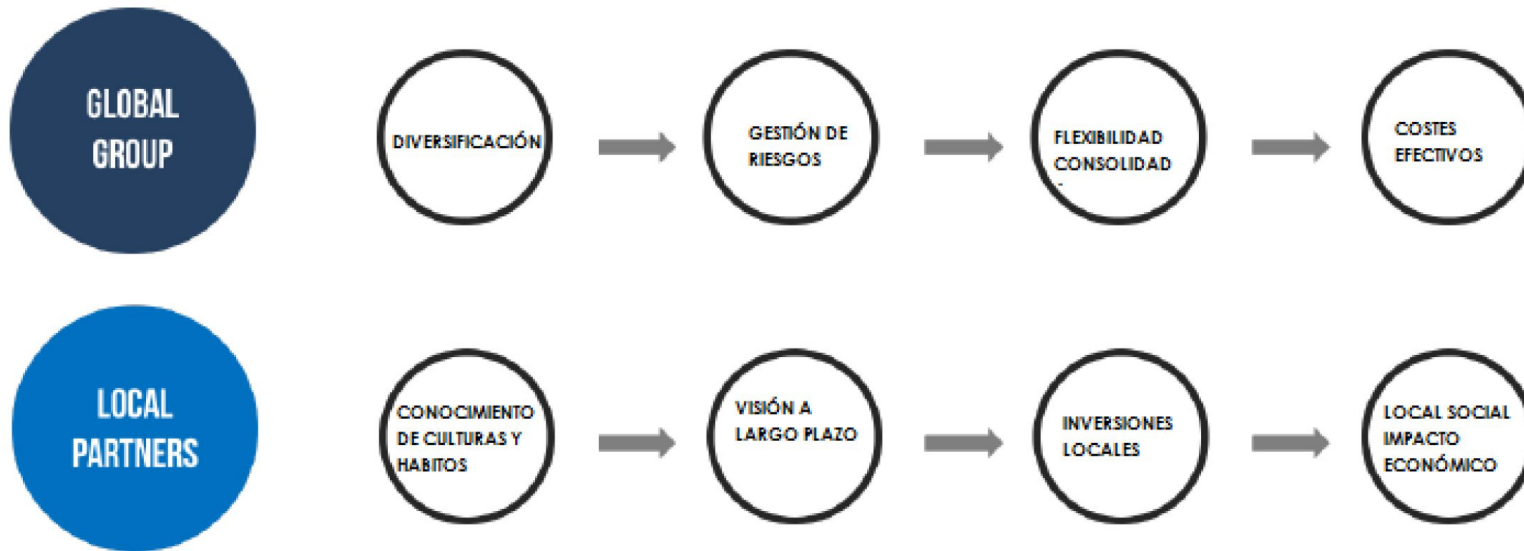 GLOBAL
GROUP
DIVERSIFICACIÓN
GESTIÓN DE
RIESGOS
FLEXIBILIDAD
CONSOLIDAD
COSTES
EFECTIVOS
LOCAL
PARTNERS
CONOCIMIENTO
DE CULTURAS Y
HABITOS
VISIÓN A
LARGO PLAZO
INVERSIONES
LOCALES
LOCAL SOCIAL
IMPACTO
ECONÓMICO